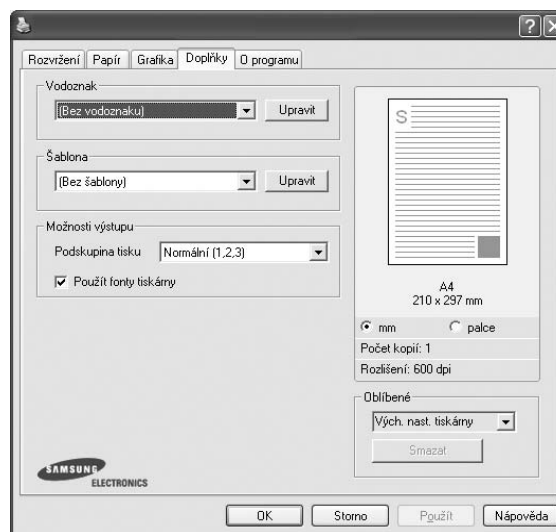 Rozvržení Papír Grafika Doplňky O programu
Vodoznak
(Bez vodoznaku) Upravit
Šablona
(Bez šablony) Upravit
Možnosti výstupu
Podskupina tisku Normální (1,2,3)
Použít fonty tiskárny
S
A4
210 x 297 mm
mm palce
Počet kopií: 1
Rozlišení: 600 dpi
Oblíbené
Vých. nast. tiskárny
Smazat
SAMSUNG
ELECTRONICS
OK Storno Použít Nápověda